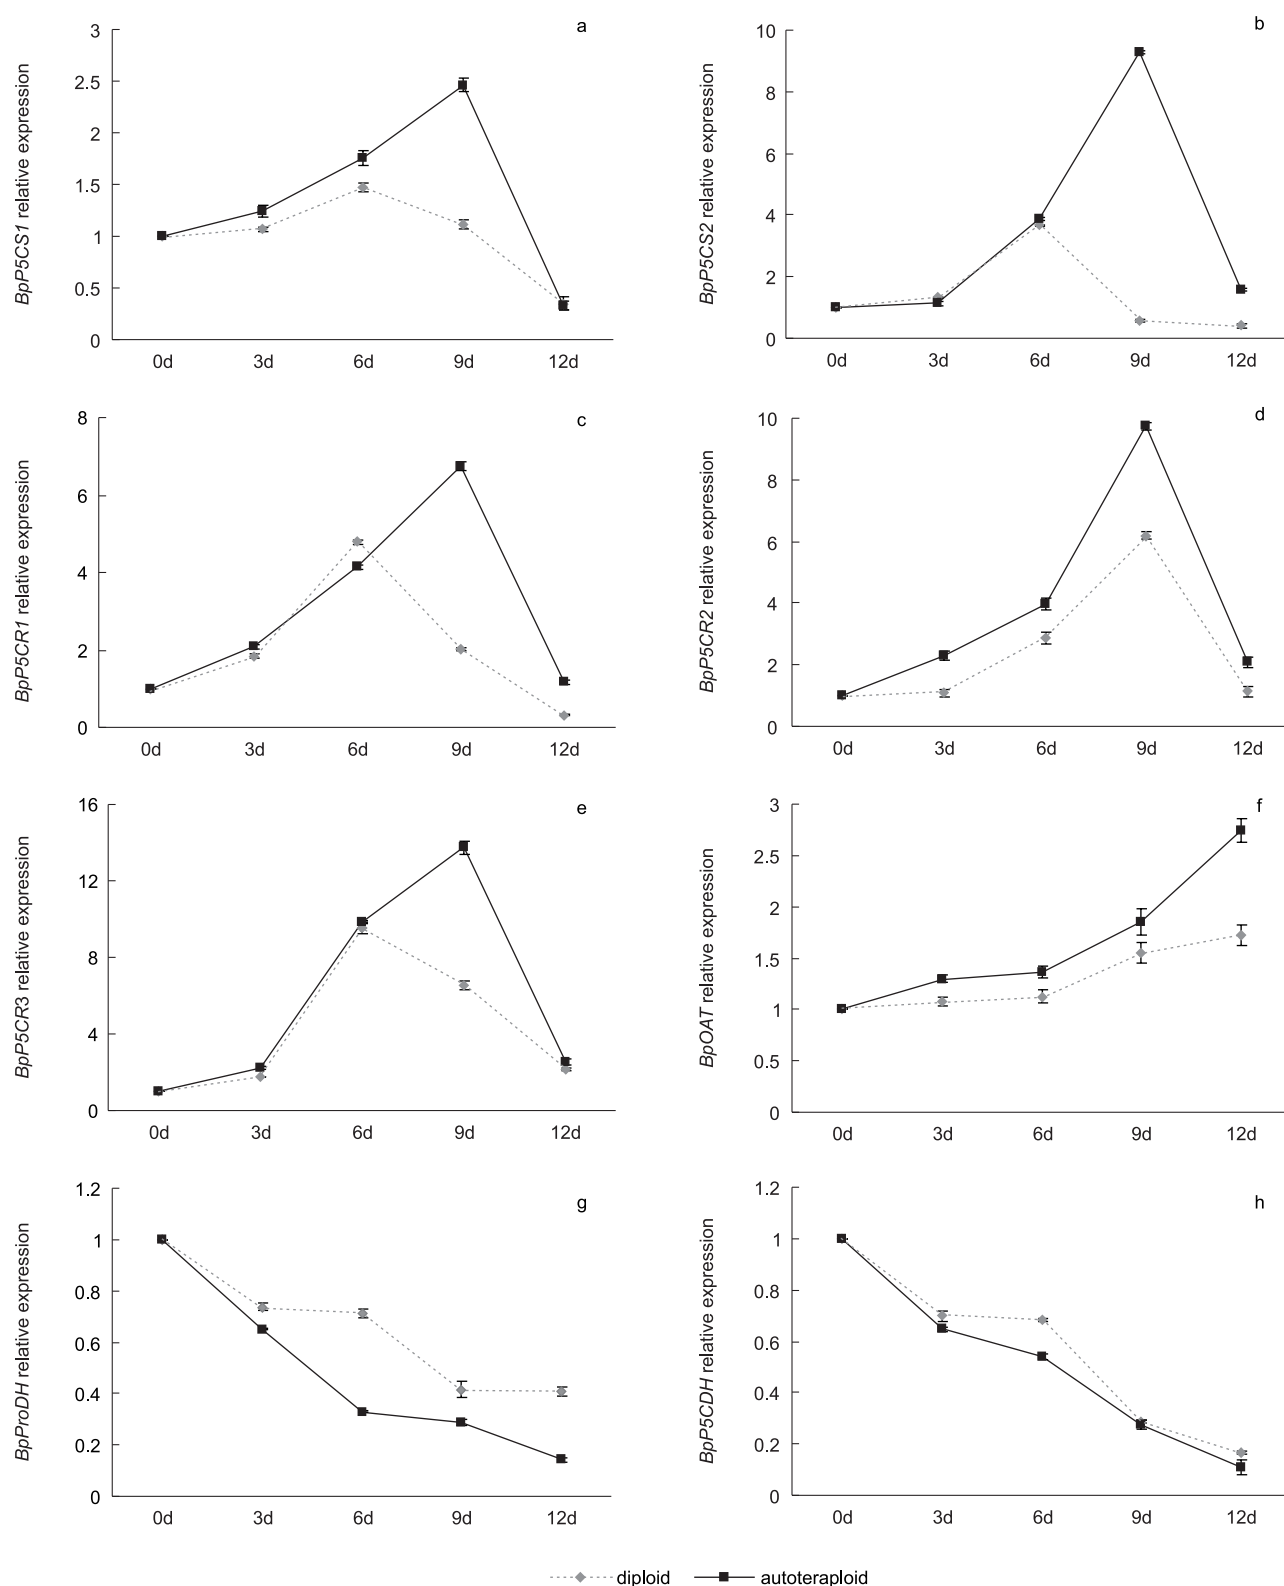 a
BpP5CS1 relative expression
3
2.5
2
1.5
1
0.5
0
0d 3d 6d 9d 12d
b
BpP5CS2 relative expression
10
8
6
4
2
0
0d 3d 6d 9d 12d
c
BpP5CR1 relative expression
8
6
4
2
0
0d 3d 6d 9d 12d
d
BpP5CR2 relative expression
10
8
6
4
2
0
0d 3d 6d 9d 12d
e
BpP5CR3 relative expression
16
12
8
4
0
0d 3d 6d 9d 12d
f
BpOAT relative expression
3
2.5
2
1.5
1
0.5
0
0d 3d 6d 9d 12d
g
BpProDH relative expression
1.2
1
0.8
0.6
0.4
0.2
0
0d 3d 6d 9d 12d
h
BpP5CDH relative expression
1.2
1
0.8
0.6
0.4
0.2
0
0d 3d 6d 9d 12d
diploid autoteraploid